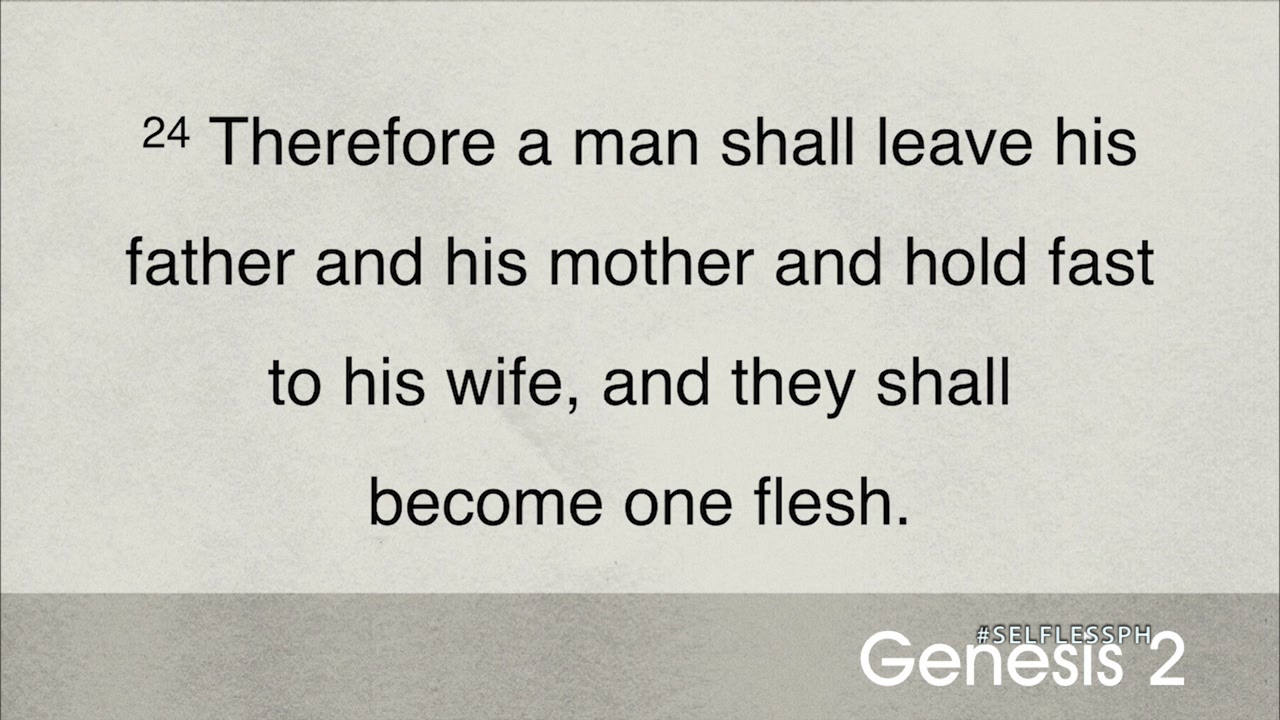 24 Therefore a man shall leave his
father and his mother and hold fast
to his wife, and they shall
become one flesh.
#SELFLESSPH
Genesis 2